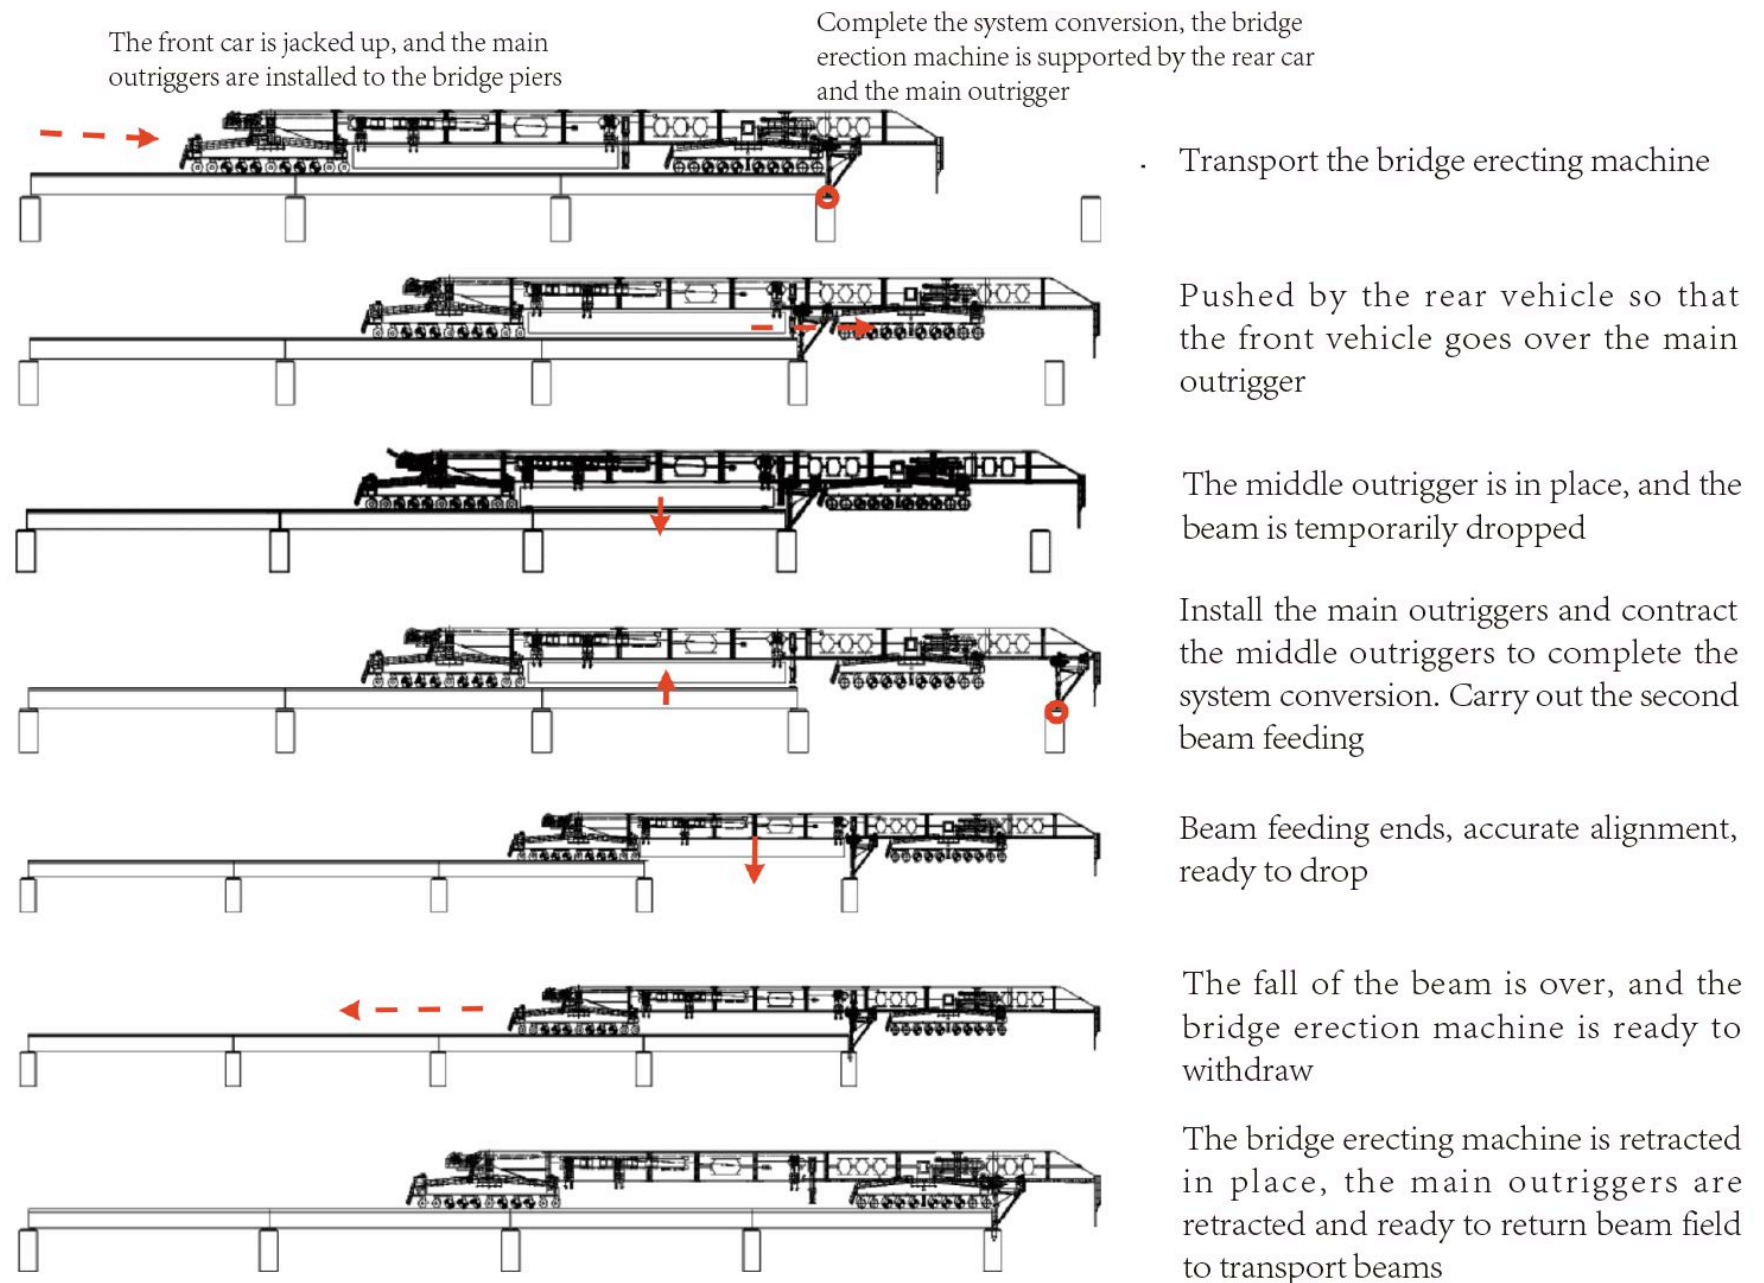 The front car is jacked up, and the main
outriggers are installed to the bridge piers
Complete the system conversion, the bridge
erection machine is supported by the rear car
and the main outrigger
. Transport the bridge erecting machine
Pushed by the rear vehicle so that
the front vehicle goes over the main
outrigger
The middle outrigger is in place, and the
beam is temporarily dropped
Install the main outriggers and contract
the middle outriggers to complete the
system conversion. Carry out the second
beam feeding
Beam feeding ends, accurate alignment,
ready to drop
The fall of the beam is over, and the
bridge erection machine is ready to
withdraw
The bridge erecting machine is retracted
in place, the main outriggers are
retracted and ready to return beam field
to transport beams